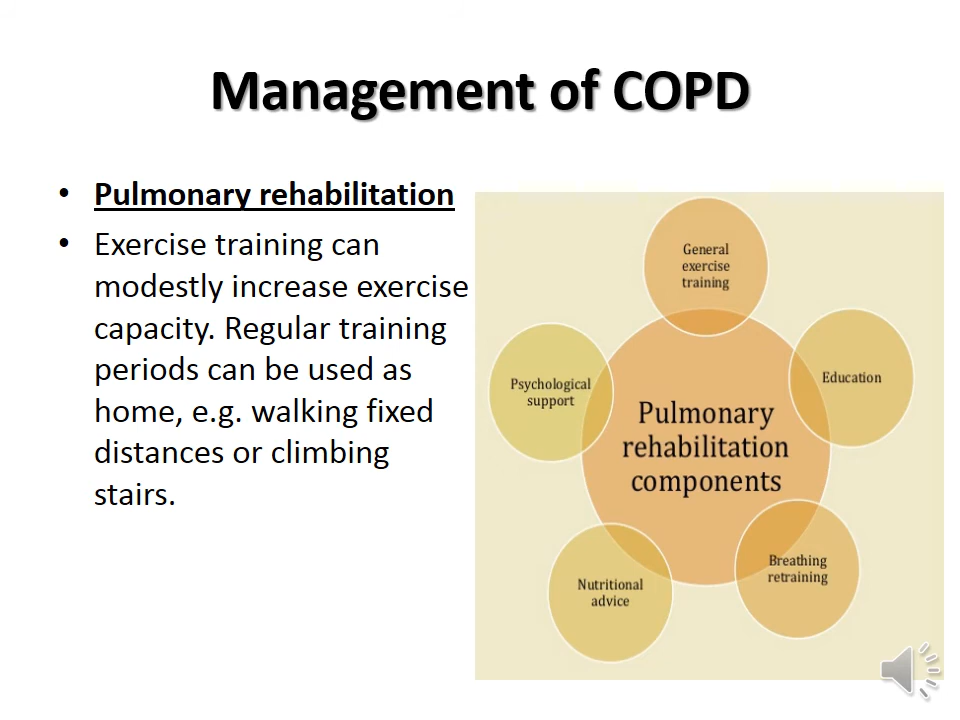 Management of COPD
• Pulmonary rehabilitation
• Exercise training can
modestly increase exercise
capacity. Regular training
periods can be used as
home, e.g. walking fixed
distances or climbing
stairs.
General
exercise
training
Education
Breathing
retraining
Nutritional
advice
Psychological
support
Pulmonary
rehabilitation
components